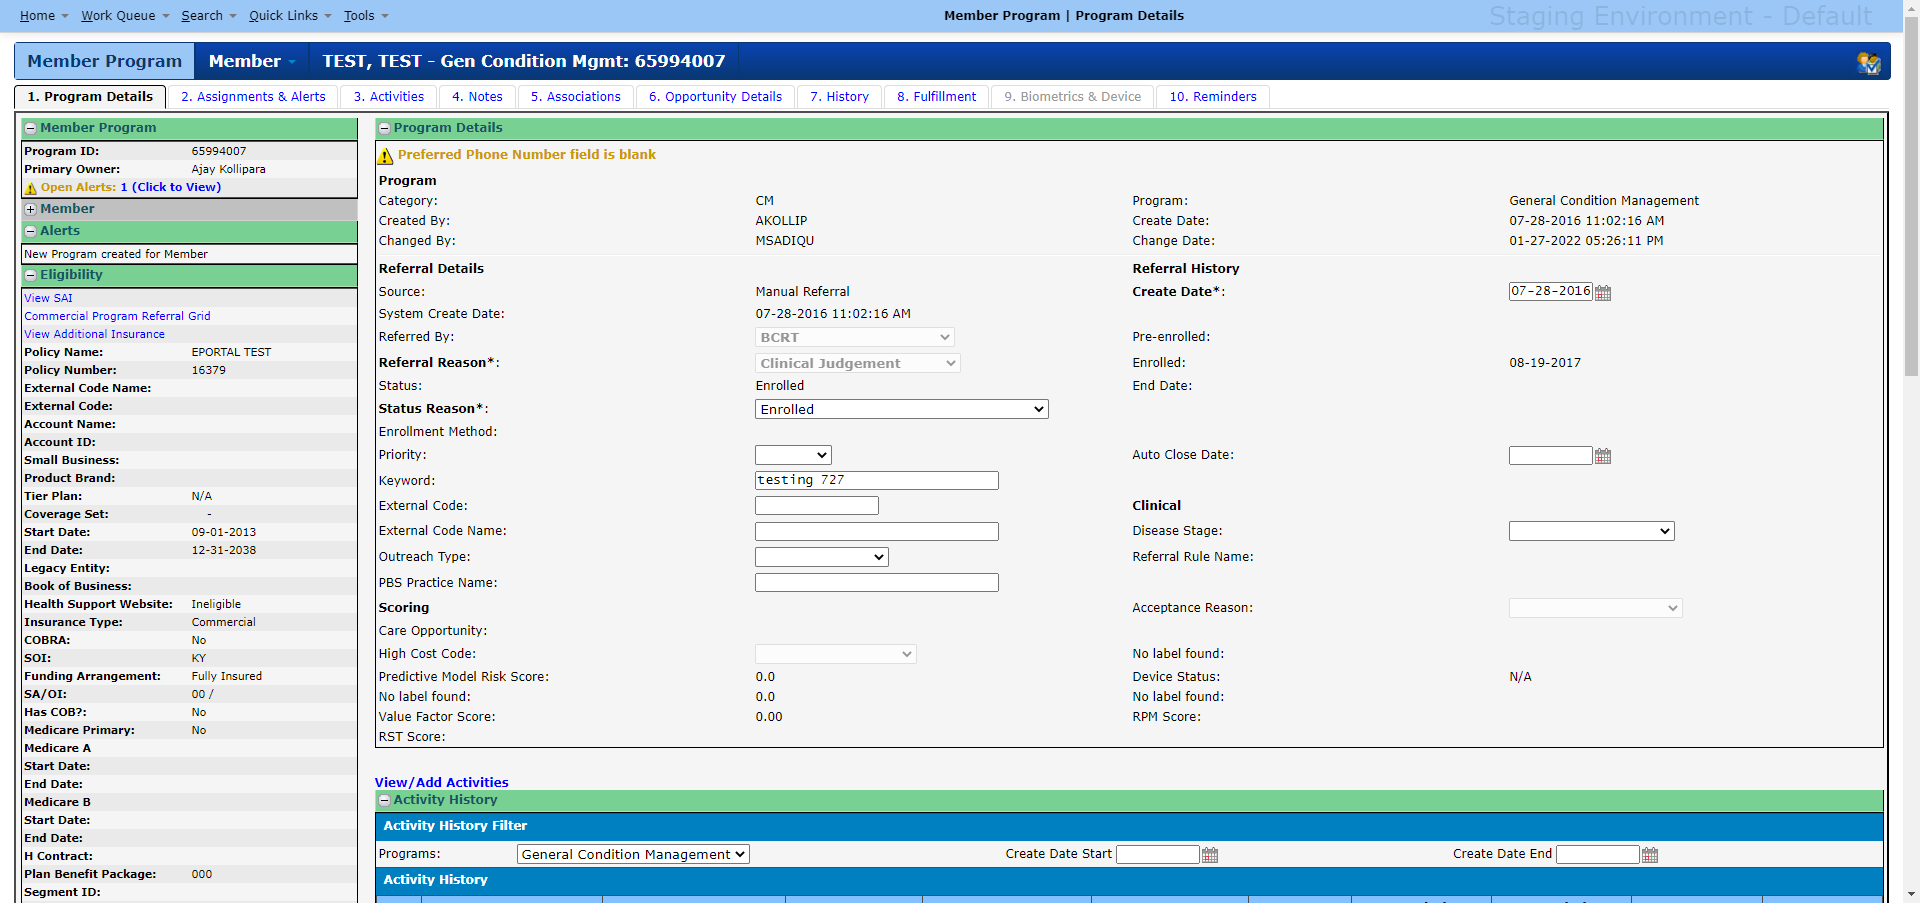 Home Work Queue Search Quick Links Tools Member Program | Program Details Staging Environment - Default
Member Program Member TEST, TEST - Gen Condition Mgmt: 65994007
1. Program Details 2. Assignments & Alerts 3. Activities 4. Notes 5. Associations 6. Opportunity Details 7. History 8. Fulfillment 9. Biometrics & Device 10. Reminders
Member Program
Program ID: 65994007
Primary Owner: Ajay Kollipara
Open Alerts: 1 (Click to View)
Member
Alerts
New Program created for Member
Eligibility
View SAI
Commercial Program Referral Grid
View Additional Insurance
Policy Name: EPORTAL TEST
Policy Number: 16379
External Code Name:
External Code:
Account Name:
Account ID:
Small Business:
Product Brand:
Tier Plan: N/A
Coverage Set: -
Start Date: 09-01-2013
End Date: 12-31-2038
Legacy Entity:
Book of Business:
Health Support Website: Ineligible
Insurance Type: Commercial
COBRA: No
SOI: KY
Funding Arrangement: Fully Insured
SA/OI: 00 /
Has COB?: No
Medicare Primary: No
Medicare A
Start Date:
End Date:
Medicare B
Start Date:
End Date:
H Contract:
Plan Benefit Package: 000
Segment ID:
Program Details
Preferred Phone Number field is blank
Program
Category: CM Program: General Condition Management
Created By: AKOLLIP Create Date: 07-28-2016 11:02:16 AM
Changed By: MSADIQU Change Date: 01-27-2022 05:26:11 PM
Referral Details Referral History
Source: Manual Referral Create Date*: 07-28-2016
System Create Date: 07-28-2016 11:02:16 AM
Referred By: BCRT Pre-enrolled:
Referral Reason*: Clinical Judgement Enrolled: 08-19-2017
Status: Enrolled End Date:
Status Reason*: Enrolled
Enrollment Method:
Priority: Auto Close Date:
Keyword: testing 727
External Code: Clinical
External Code Name: Disease Stage:
Outreach Type: Referral Rule Name:
PBS Practice Name:
Scoring Acceptance Reason:
Care Opportunity:
High Cost Code: No label found:
Predictive Model Risk Score: 0.0 Device Status: N/A
No label found: 0.0 No label found:
Value Factor Score: 0.00 RPM Score:
RST Score:
View/Add Activities
Activity History
Activity History Filter
Programs: General Condition Management Create Date Start Create Date End
Activity History